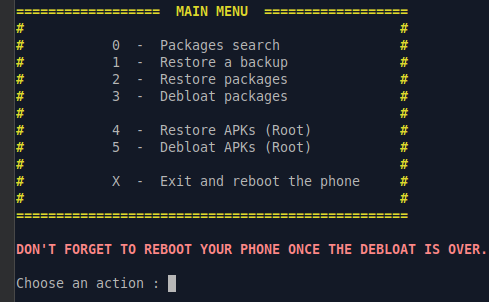 ==================  MAIN MENU  ==================
#                                               #
#           0  -  Packages search               #
#           1  -  Restore a backup              #
#           2  -  Restore packages              #
#           3  -  Debloat packages              #
#                                               #
#           4  -  Restore APKs (Root)           #
#           5  -  Debloat APKs (Root)           #
#                                               #
#           X  -  Exit and reboot the phone     #
#                                               #
=================================================
DON'T FORGET TO REBOOT YOUR PHONE ONCE THE DEBLOAT IS OVER.
Choose an action :